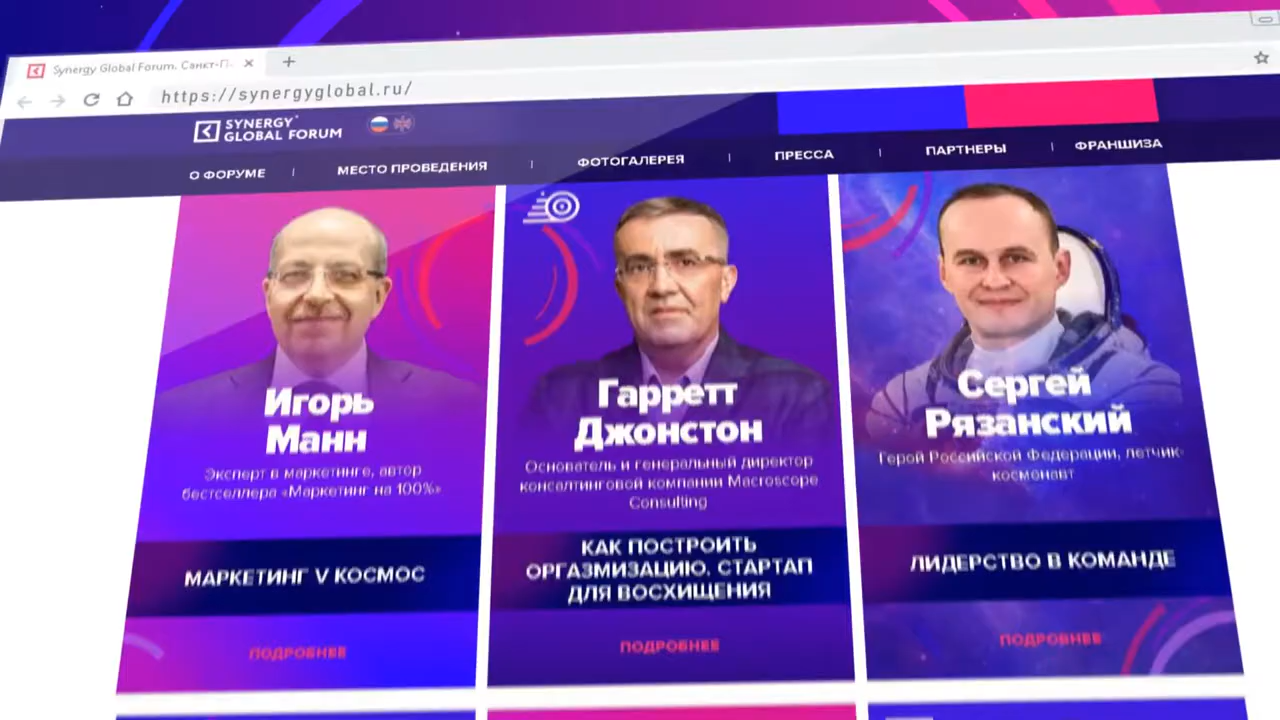 Synergy Global Forum. Санкт-П
https://synergyglobal.ru/
SYNERGY
GLOBAL FORUM
О ФОРУМЕ
МЕСТО ПРОВЕДЕНИЯ
ФОТОГАЛЕРЕЯ
ПРЕССА
ПАРТНЕРЫ
ФРАНШИЗА
Игорь
Манн
Эксперт в маркетинге, автор
бестселлера «Маркетинг на 100%»
МАРКЕТИНГ V КОСМОС
ПОДРОБНЕЕ
Гарретт
Джонстон
Основатель и генеральный директор
консалтинговой компании Macroscope
Consulting
КАК ПОСТРОИТЬ
ОРГАЗМИЗАЦИЮ. СТАРТАП
ДЛЯ ВОСХИЩЕНИЯ
ПОДРОБНЕЕ
Сергей
Рязанский
Герой Российской Федерации, летчик-
космонавт
ЛИДЕРСТВО В КОМАНДЕ
ПОДРОБНЕЕ